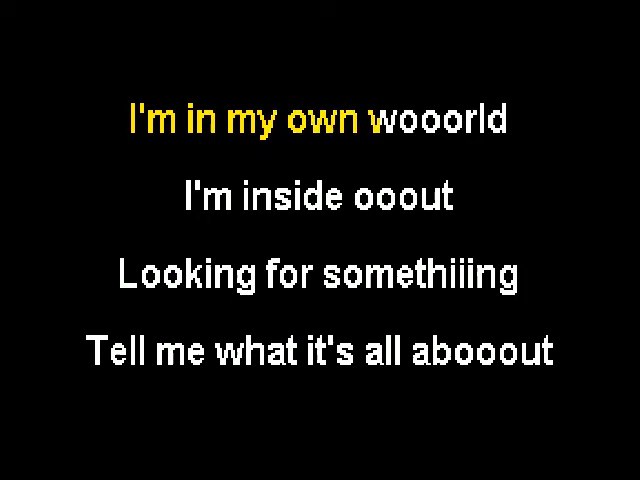 I'm in my own wooorld
I'm inside ooout
Looking for somethiiing
Tell me what it's all abooout